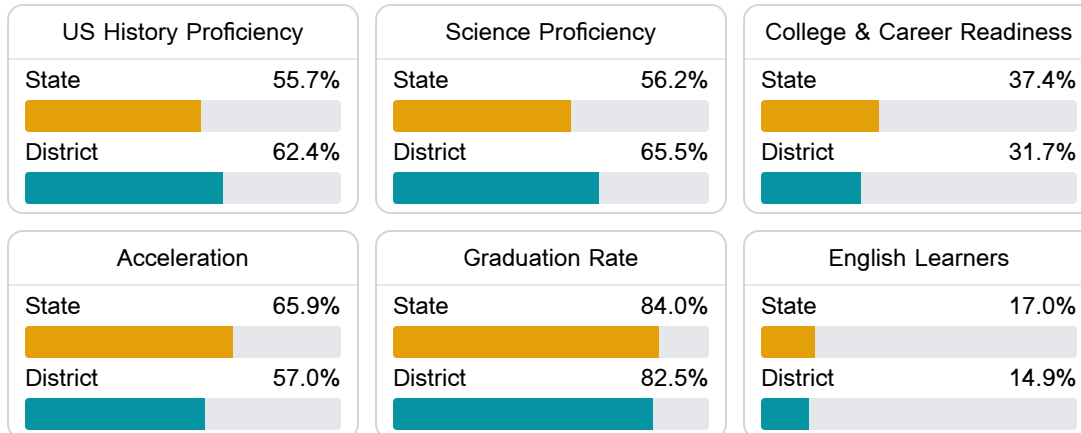 US History Proficiency
State 55.7%
District 62.4%
Science Proficiency
State 56.2%
District 65.5%
College & Career Readiness
State 37.4%
District 31.7%
Acceleration
State 65.9%
District 57.0%
Graduation Rate
State 84.0%
District 82.5%
English Learners
State 17.0%
District 14.9%